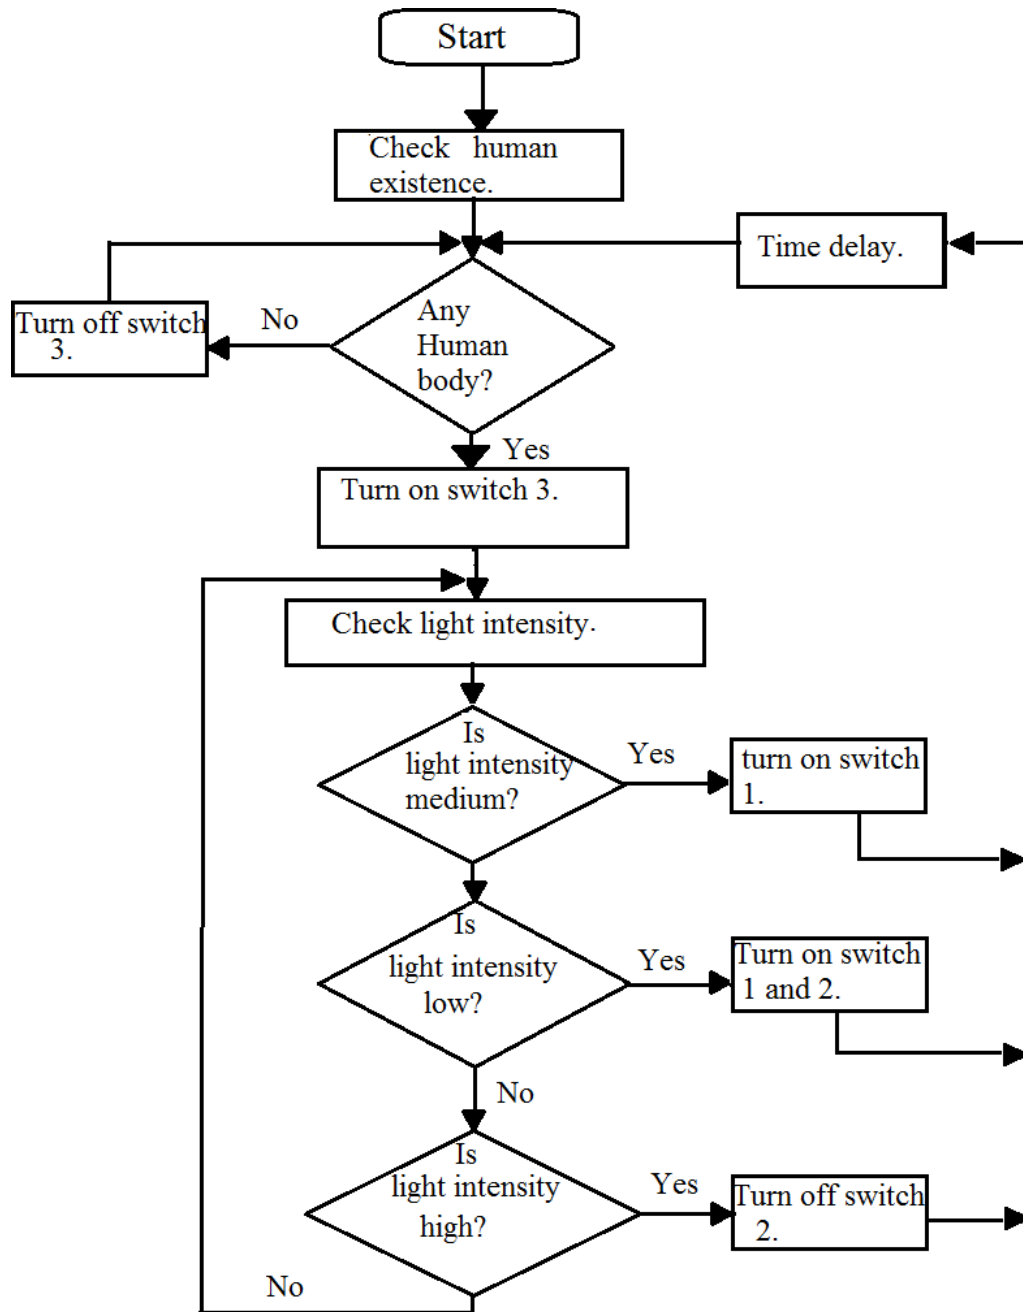 Start
Check human
existence.
Time delay.
Turn off switch
3.
No
Any
Human
body?
Yes
Turn on switch 3.
Check light intensity.
Is
light intensity
medium?
Yes
turn on switch
1.
Is
light intensity
low?
Yes
Turn on switch
1 and 2.
No
Is
light intensity
high?
Yes
Turn off switch
2.
No